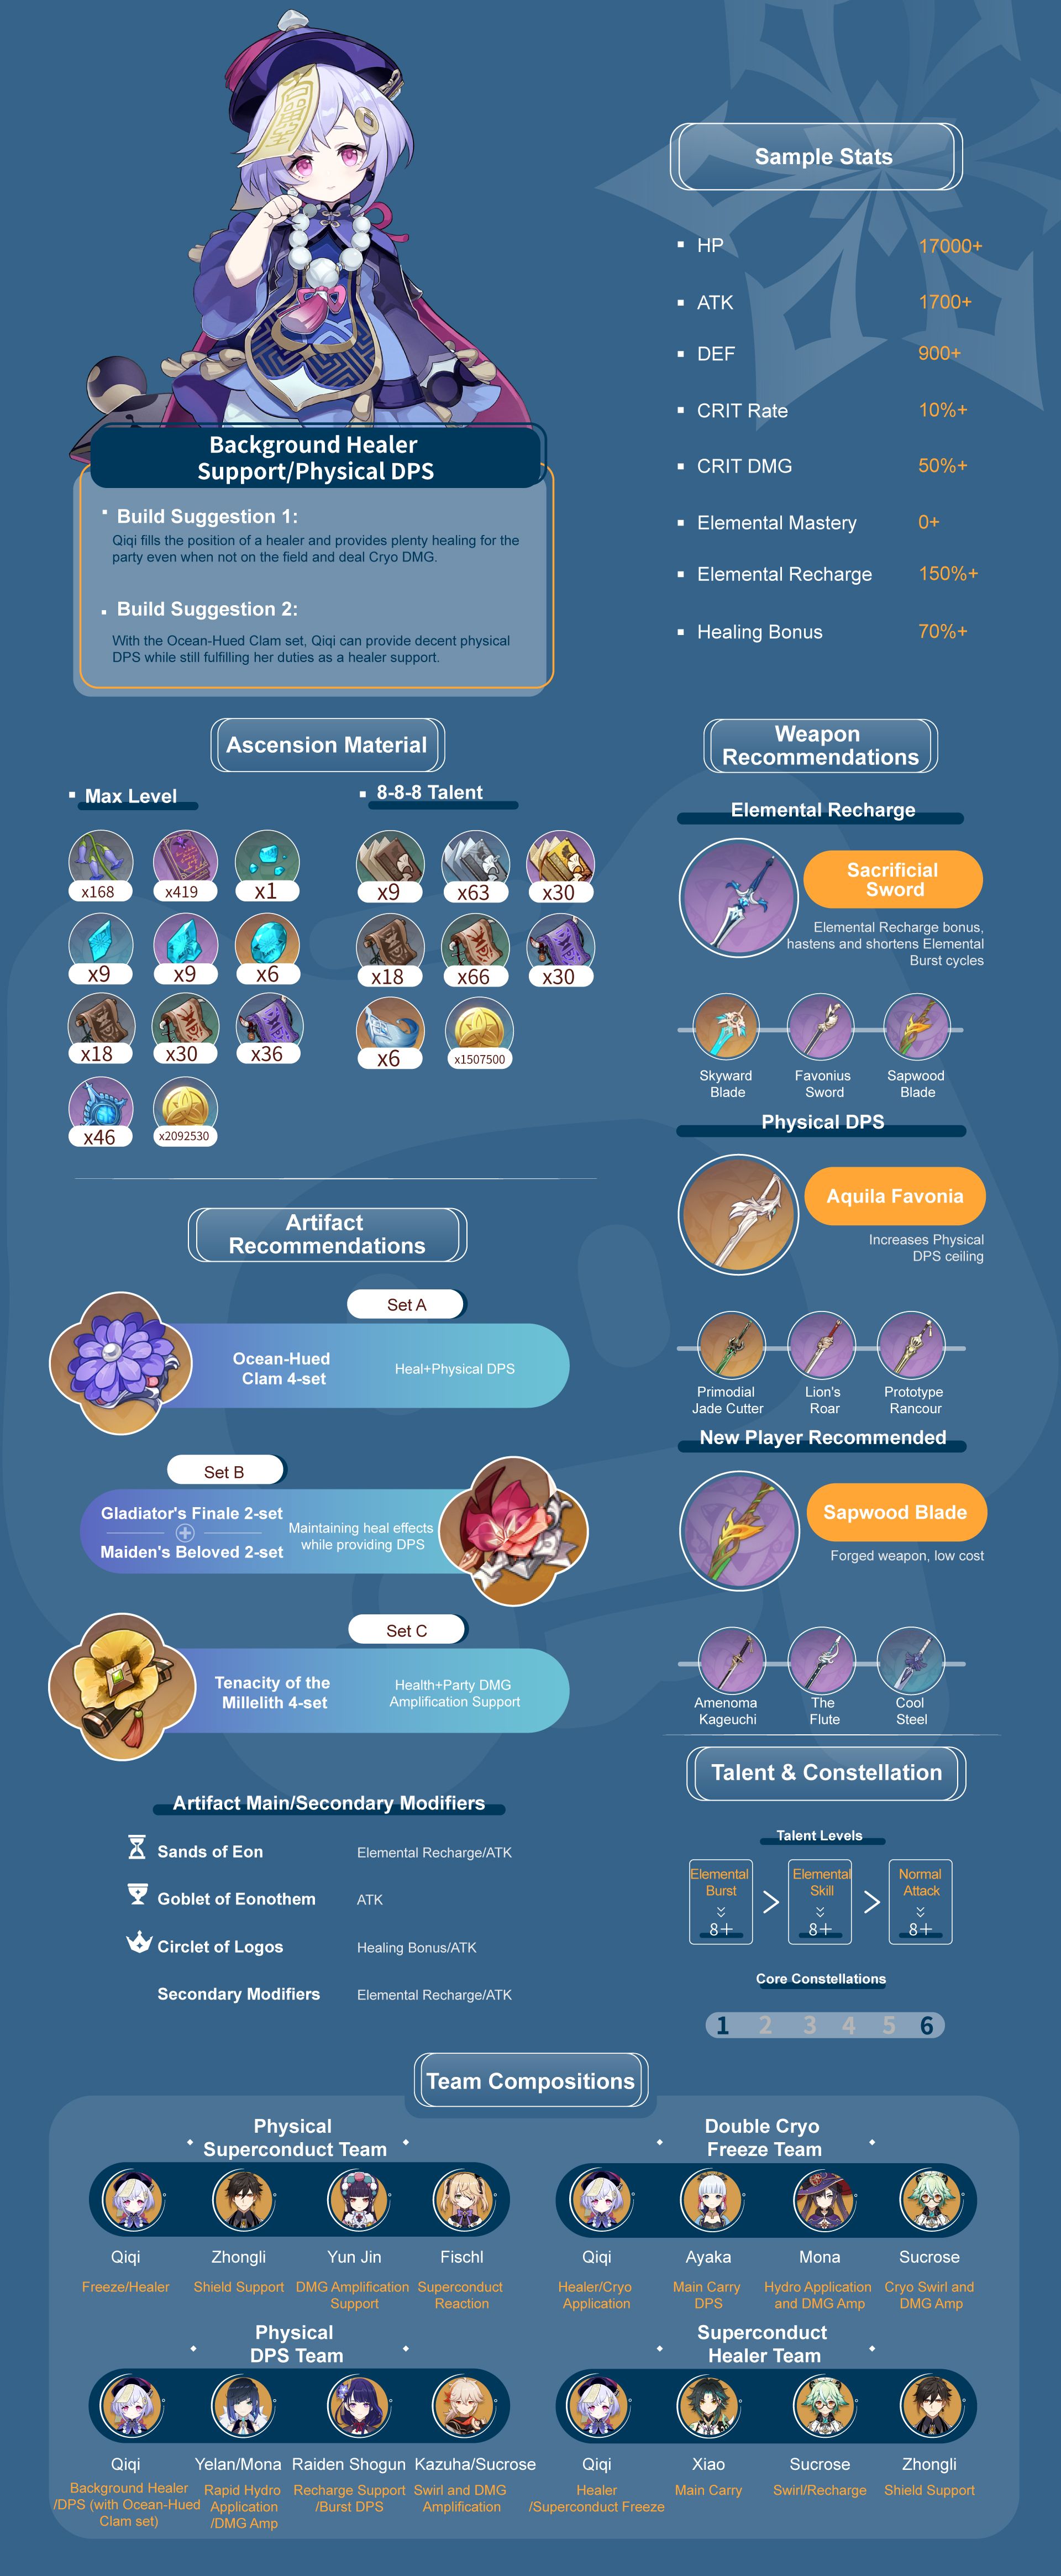 Sample Stats
HP 17000+
ATK 1700+
DEF 900+
CRIT Rate 10%+
CRIT DMG 50%+
Elemental Mastery 0+
Elemental Recharge 150%+
Healing Bonus 70%+
Background Healer
Support/Physical DPS
Build Suggestion 1:
Qiqi fills the position of a healer and provides plenty healing for the
party even when not on the field and deal Cryo DMG.
Build Suggestion 2:
With the Ocean-Hued Clam set, Qiqi can provide decent physical
DPS while still fulfilling her duties as a healer support.
Ascension Material
Max Level
x168 x419 x1
x9 x9 x6
x18 x30 x36
x46 x2092530
8-8-8 Talent
x9 x63 x30
x18 x66 x30
x6 x1507500
Weapon
Recommendations
Elemental Recharge
Sacrificial
Sword
Elemental Recharge bonus,
hastens and shortens Elemental
Burst cycles
Skyward
Blade
Favonius
Sword
Sapwood
Blade
Physical DPS
Aquila Favonia
Increases Physical
DPS ceiling
Primodial
Jade Cutter
Lion's
Roar
Prototype
Rancour
New Player Recommended
Sapwood Blade
Forged weapon, low cost
Amenoma
Kageuchi
The
Flute
Cool
Steel
Artifact
Recommendations
Set A
Ocean-Hued
Clam 4-set
Heal+Physical DPS
Set B
Gladiator's Finale 2-set
Maiden's Beloved 2-set
Maintaining heal effects
while providing DPS
Set C
Tenacity of the
Millelith 4-set
Health+Party DMG
Amplification Support
Artifact Main/Secondary Modifiers
Sands of Eon Elemental Recharge/ATK
Goblet of Eonothem ATK
Circlet of Logos Healing Bonus/ATK
Secondary Modifiers Elemental Recharge/ATK
Talent & Constellation
Talent Levels
Elemental
Burst
8+
>
Elemental
Skill
8+
>
Normal
Attack
8+
Core Constellations
1 2 3 4 5 6
Team Compositions
Physical
Superconduct Team
Qiqi Zhongli Yun Jin Fischl
Freeze/Healer
Shield Support
DMG Amplification
Support
Superconduct
Reaction
Double Cryo
Freeze Team
Qiqi Ayaka Mona Sucrose
Healer/Cryo
Application
Main Carry
DPS
Hydro Application
and DMG Amp
Cryo Swirl and
DMG Amp
Physical
DPS Team
Qiqi Yelan/Mona Raiden Shogun Kazuha/Sucrose
Background Healer
/DPS (with Ocean-Hued
Clam set)
Rapid Hydro
Application
/DMG Amp
Recharge Support
/Burst DPS
Swirl and DMG
Amplification
Superconduct
Healer Team
Qiqi Xiao Sucrose Zhongli
Healer
/Superconduct Freeze
Main Carry
Swirl/Recharge
Shield Support